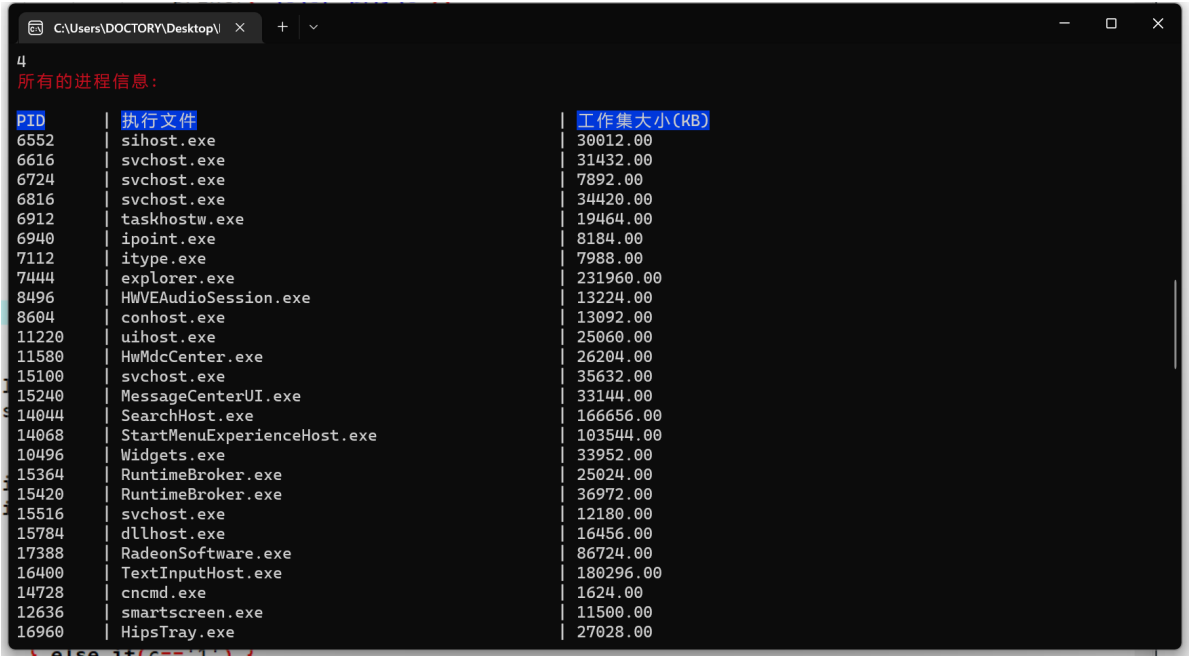 C:\Users\DOCTORY\Desktop\
4
所有的进程信息:
PID | 执行文件 | 工作集大小(KB)
6552 | sihost.exe | 30012.00
6616 | svchost.exe | 31432.00
6724 | svchost.exe | 7892.00
6816 | svchost.exe | 34420.00
6912 | taskhostw.exe | 19464.00
6940 | ipoint.exe | 8184.00
7112 | itype.exe | 7988.00
7444 | explorer.exe | 231960.00
8496 | HWVEAudioSession.exe | 13224.00
8604 | conhost.exe | 13092.00
11220 | uihost.exe | 25060.00
11580 | HwMdcCenter.exe | 26204.00
15100 | svchost.exe | 35632.00
15240 | MessageCenterUI.exe | 33144.00
14044 | SearchHost.exe | 166656.00
14068 | StartMenuExperienceHost.exe | 103544.00
10496 | Widgets.exe | 33952.00
15364 | RuntimeBroker.exe | 25024.00
15420 | RuntimeBroker.exe | 36972.00
15516 | svchost.exe | 12180.00
15784 | dllhost.exe | 16456.00
17388 | RadeonSoftware.exe | 86724.00
16400 | TextInputHost.exe | 180296.00
14728 | cncmd.exe | 1624.00
12636 | smartscreen.exe | 11500.00
16960 | HipsTray.exe | 27028.00
} else if(c=='1') {